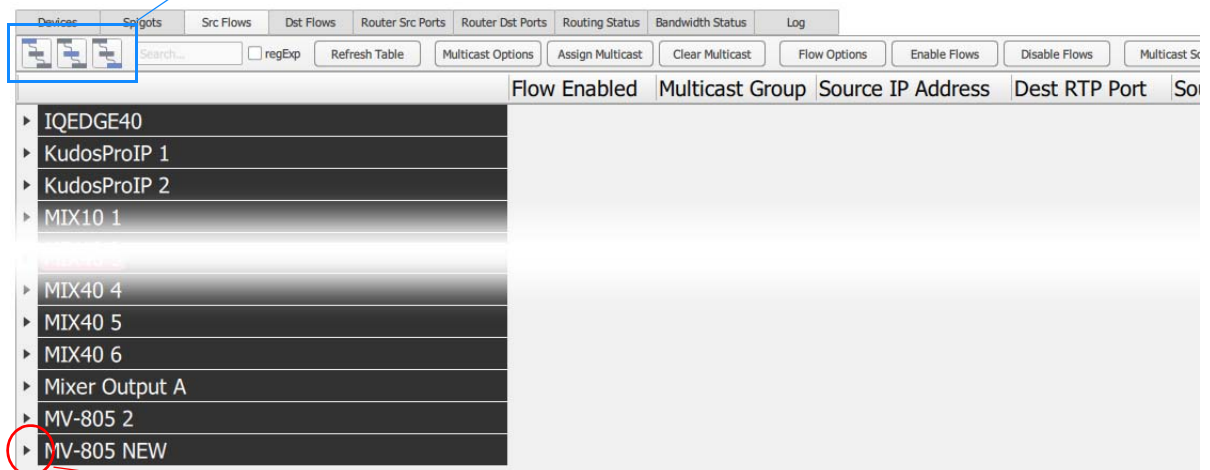 Devices Spigots Src Flows Dst Flows Router Src Ports Router Dst Ports Routing Status Bandwidth Status Log
Search... regExp Refresh Table Multicast Options Assign Multicast Clear Multicast Flow Options Enable Flows Disable Flows Multicast Sc
Flow Enabled Multicast Group Source IP Address Dest RTP Port Sou
IQEDGE40
KudosProIP 1
KudosProIP 2
MIX10 1
MIX40 4
MIX40 5
MIX40 6
Mixer Output A
MV-805 2
MV-805 NEW